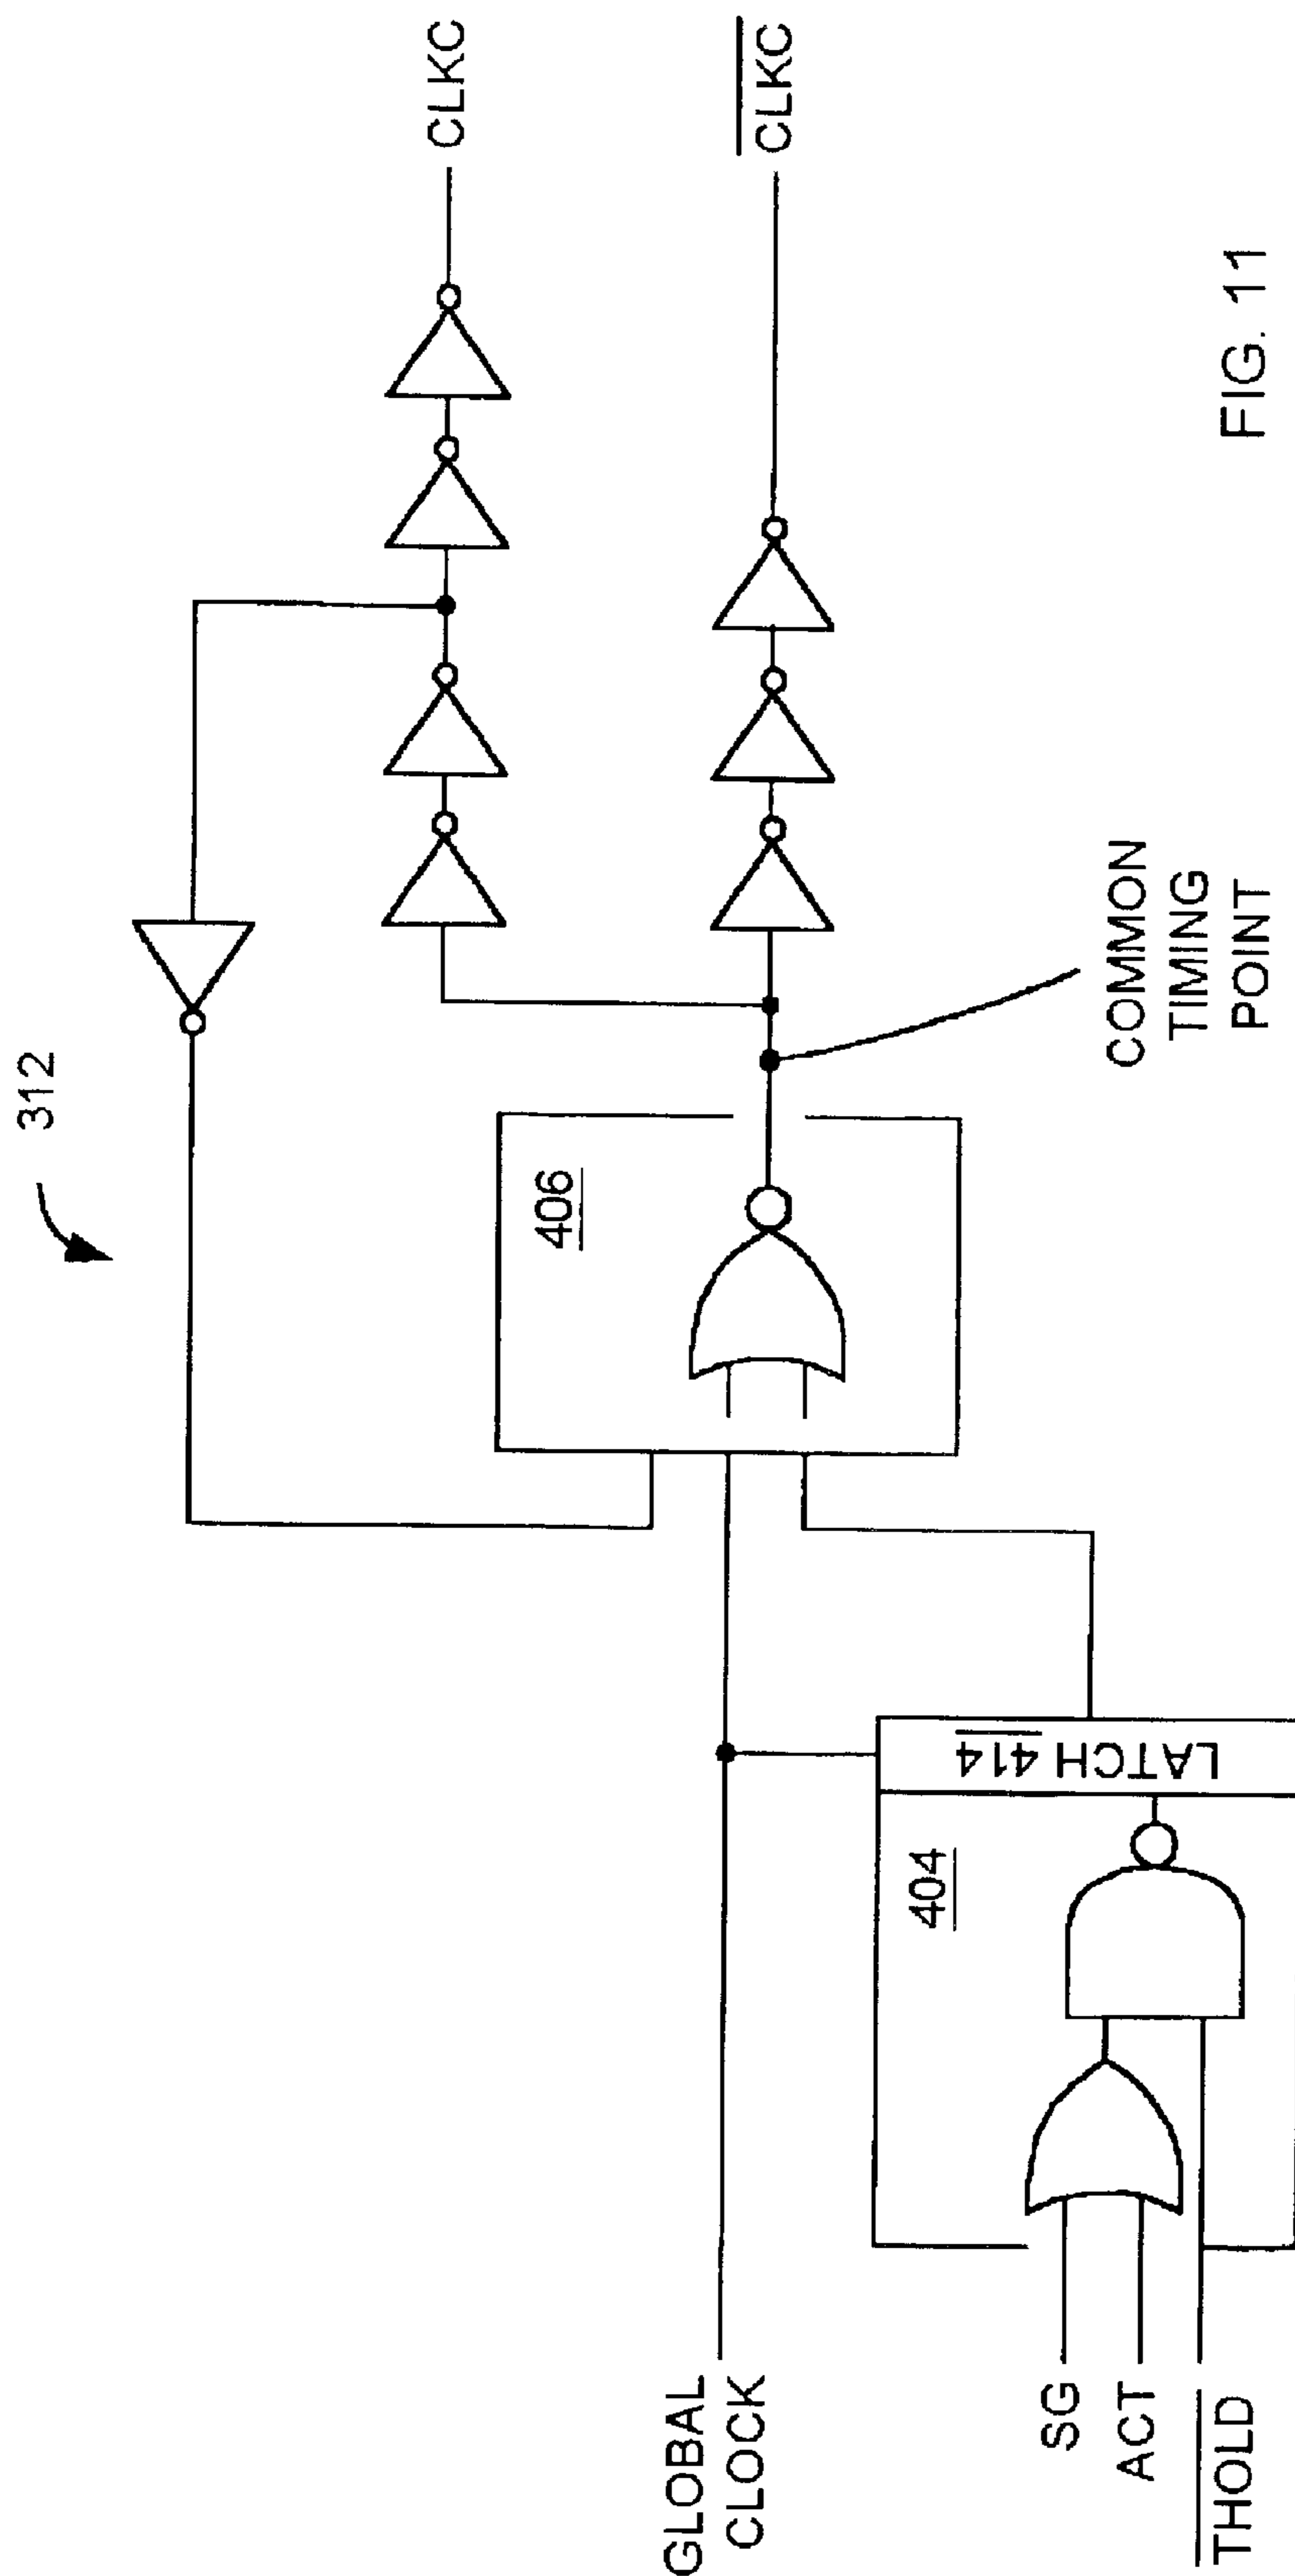 312
CLKC
CLKC
406
GLOBAL
CLOCK
404
LATCH 414
SG
ACT
THOLD
COMMON
TIMING
POINT
FIG. 11